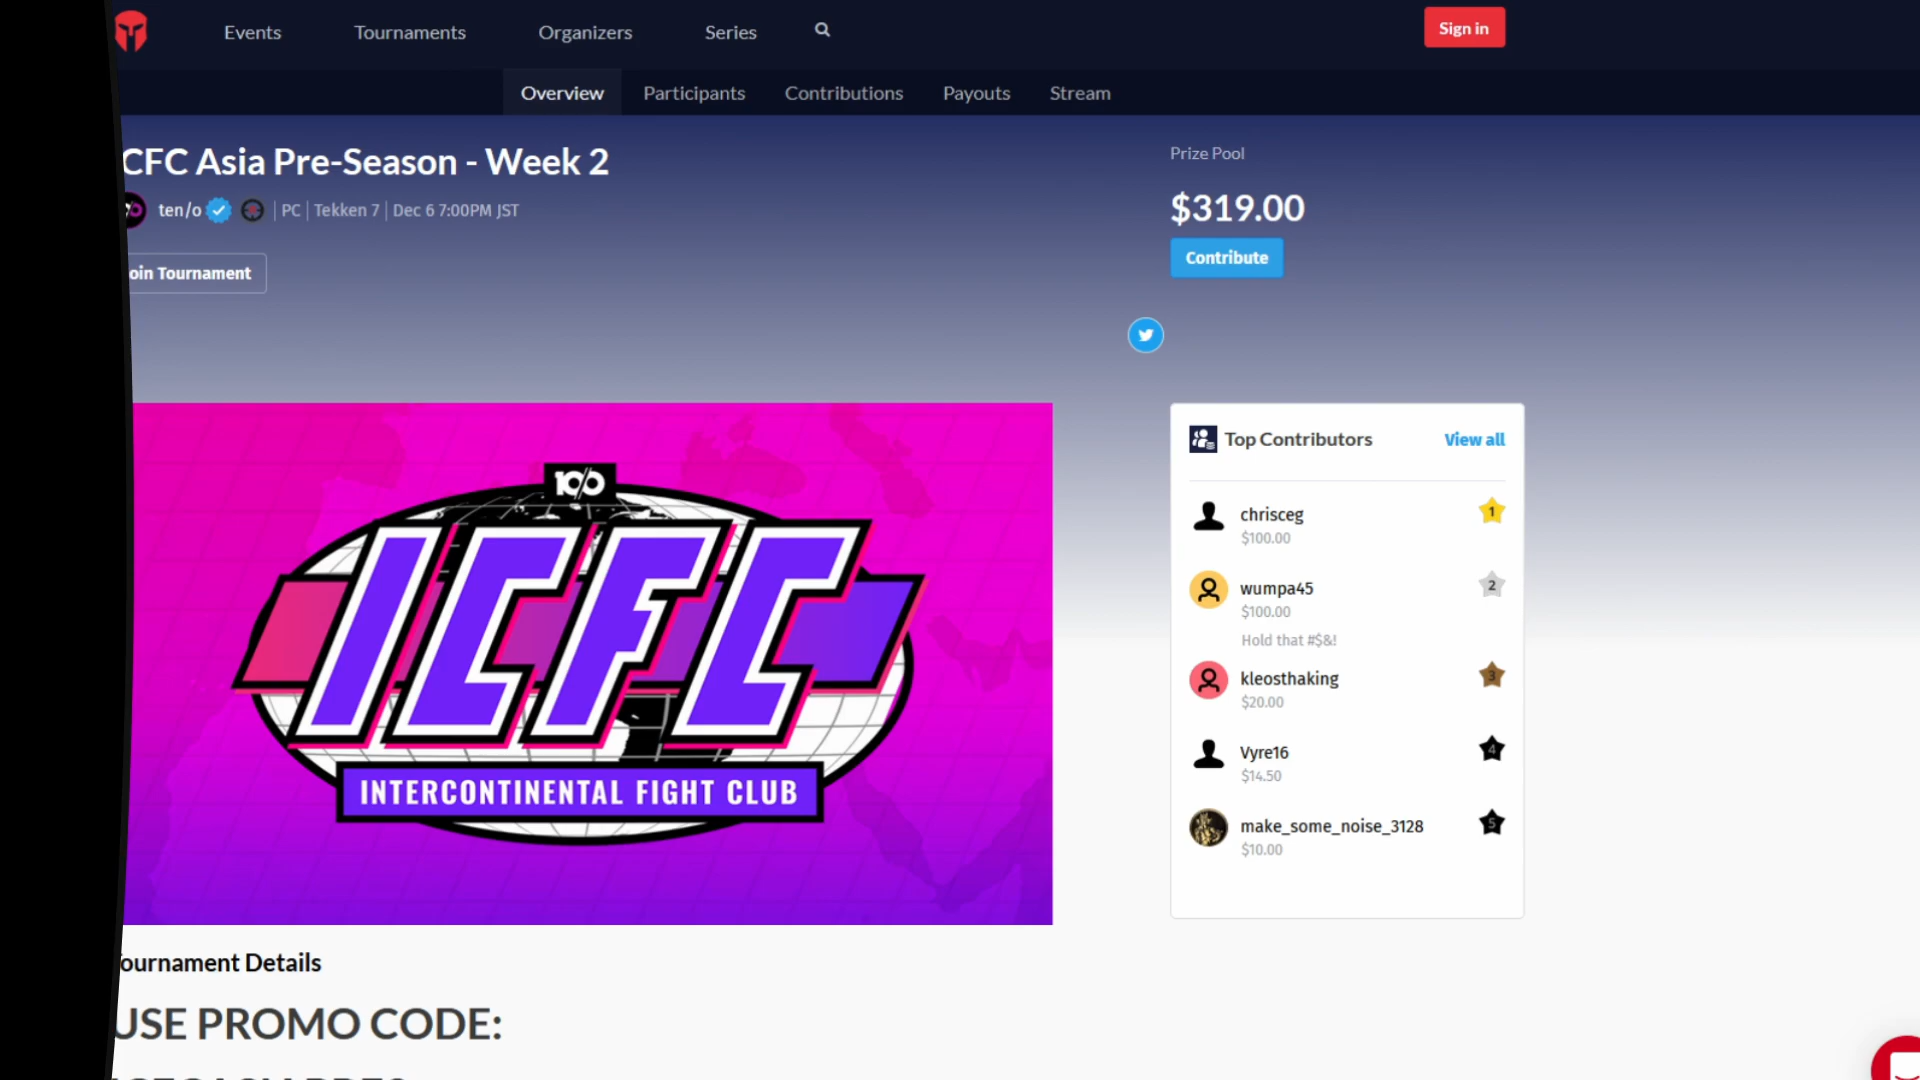 Events Tournaments Organizers Series Sign in
Overview Participants Contributions Payouts Stream
CFC Asia Pre-Season - Week 2
ten/o PC Tekken 7 Dec 6 7:00PM JST
oin Tournament
Prize Pool
$319.00
Contribute
10/0
ICFC
INTERCONTINENTAL FIGHT CLUB
Top Contributors View all
chrisceg 1
$100.00
wumpa45 2
$100.00
Hold that #$&!
kleosthaking 3
$20.00
Vyre16 4
$14.50
make_some_noise_3128 5
$10.00
ournament Details
USE PROMO CODE: